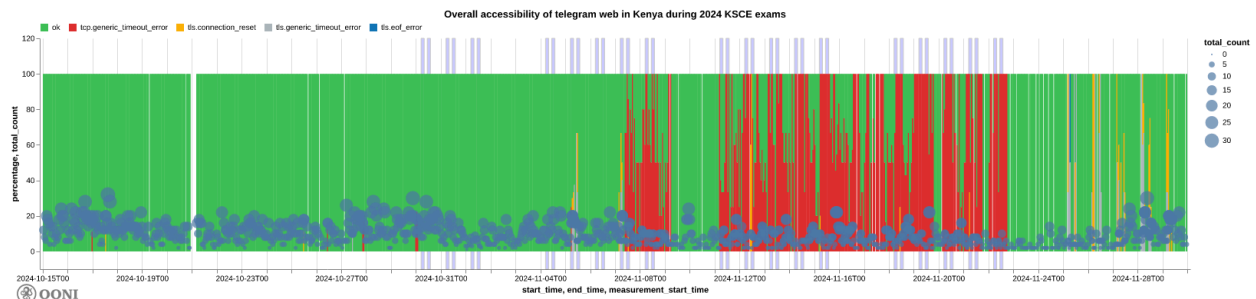 Overall accessibility of telegram web in Kenya during 2024 KSCE exams
ok tcp.generic_timeout_error tls.connection_reset tls.generic_timeout_error tls.eof_error
total_count
0
5
10
15
20
25
30
percentage, total_count
120
100
80
60
40
20
0
2024-10-15T00 2024-10-19T00 2024-10-23T00 2024-10-27T00 2024-10-31T00 2024-11-04T00 2024-11-08T00 2024-11-12T00 2024-11-16T00 2024-11-20T00 2024-11-24T00 2024-11-28T00
start_time, end_time, measurement_start_time
OONI